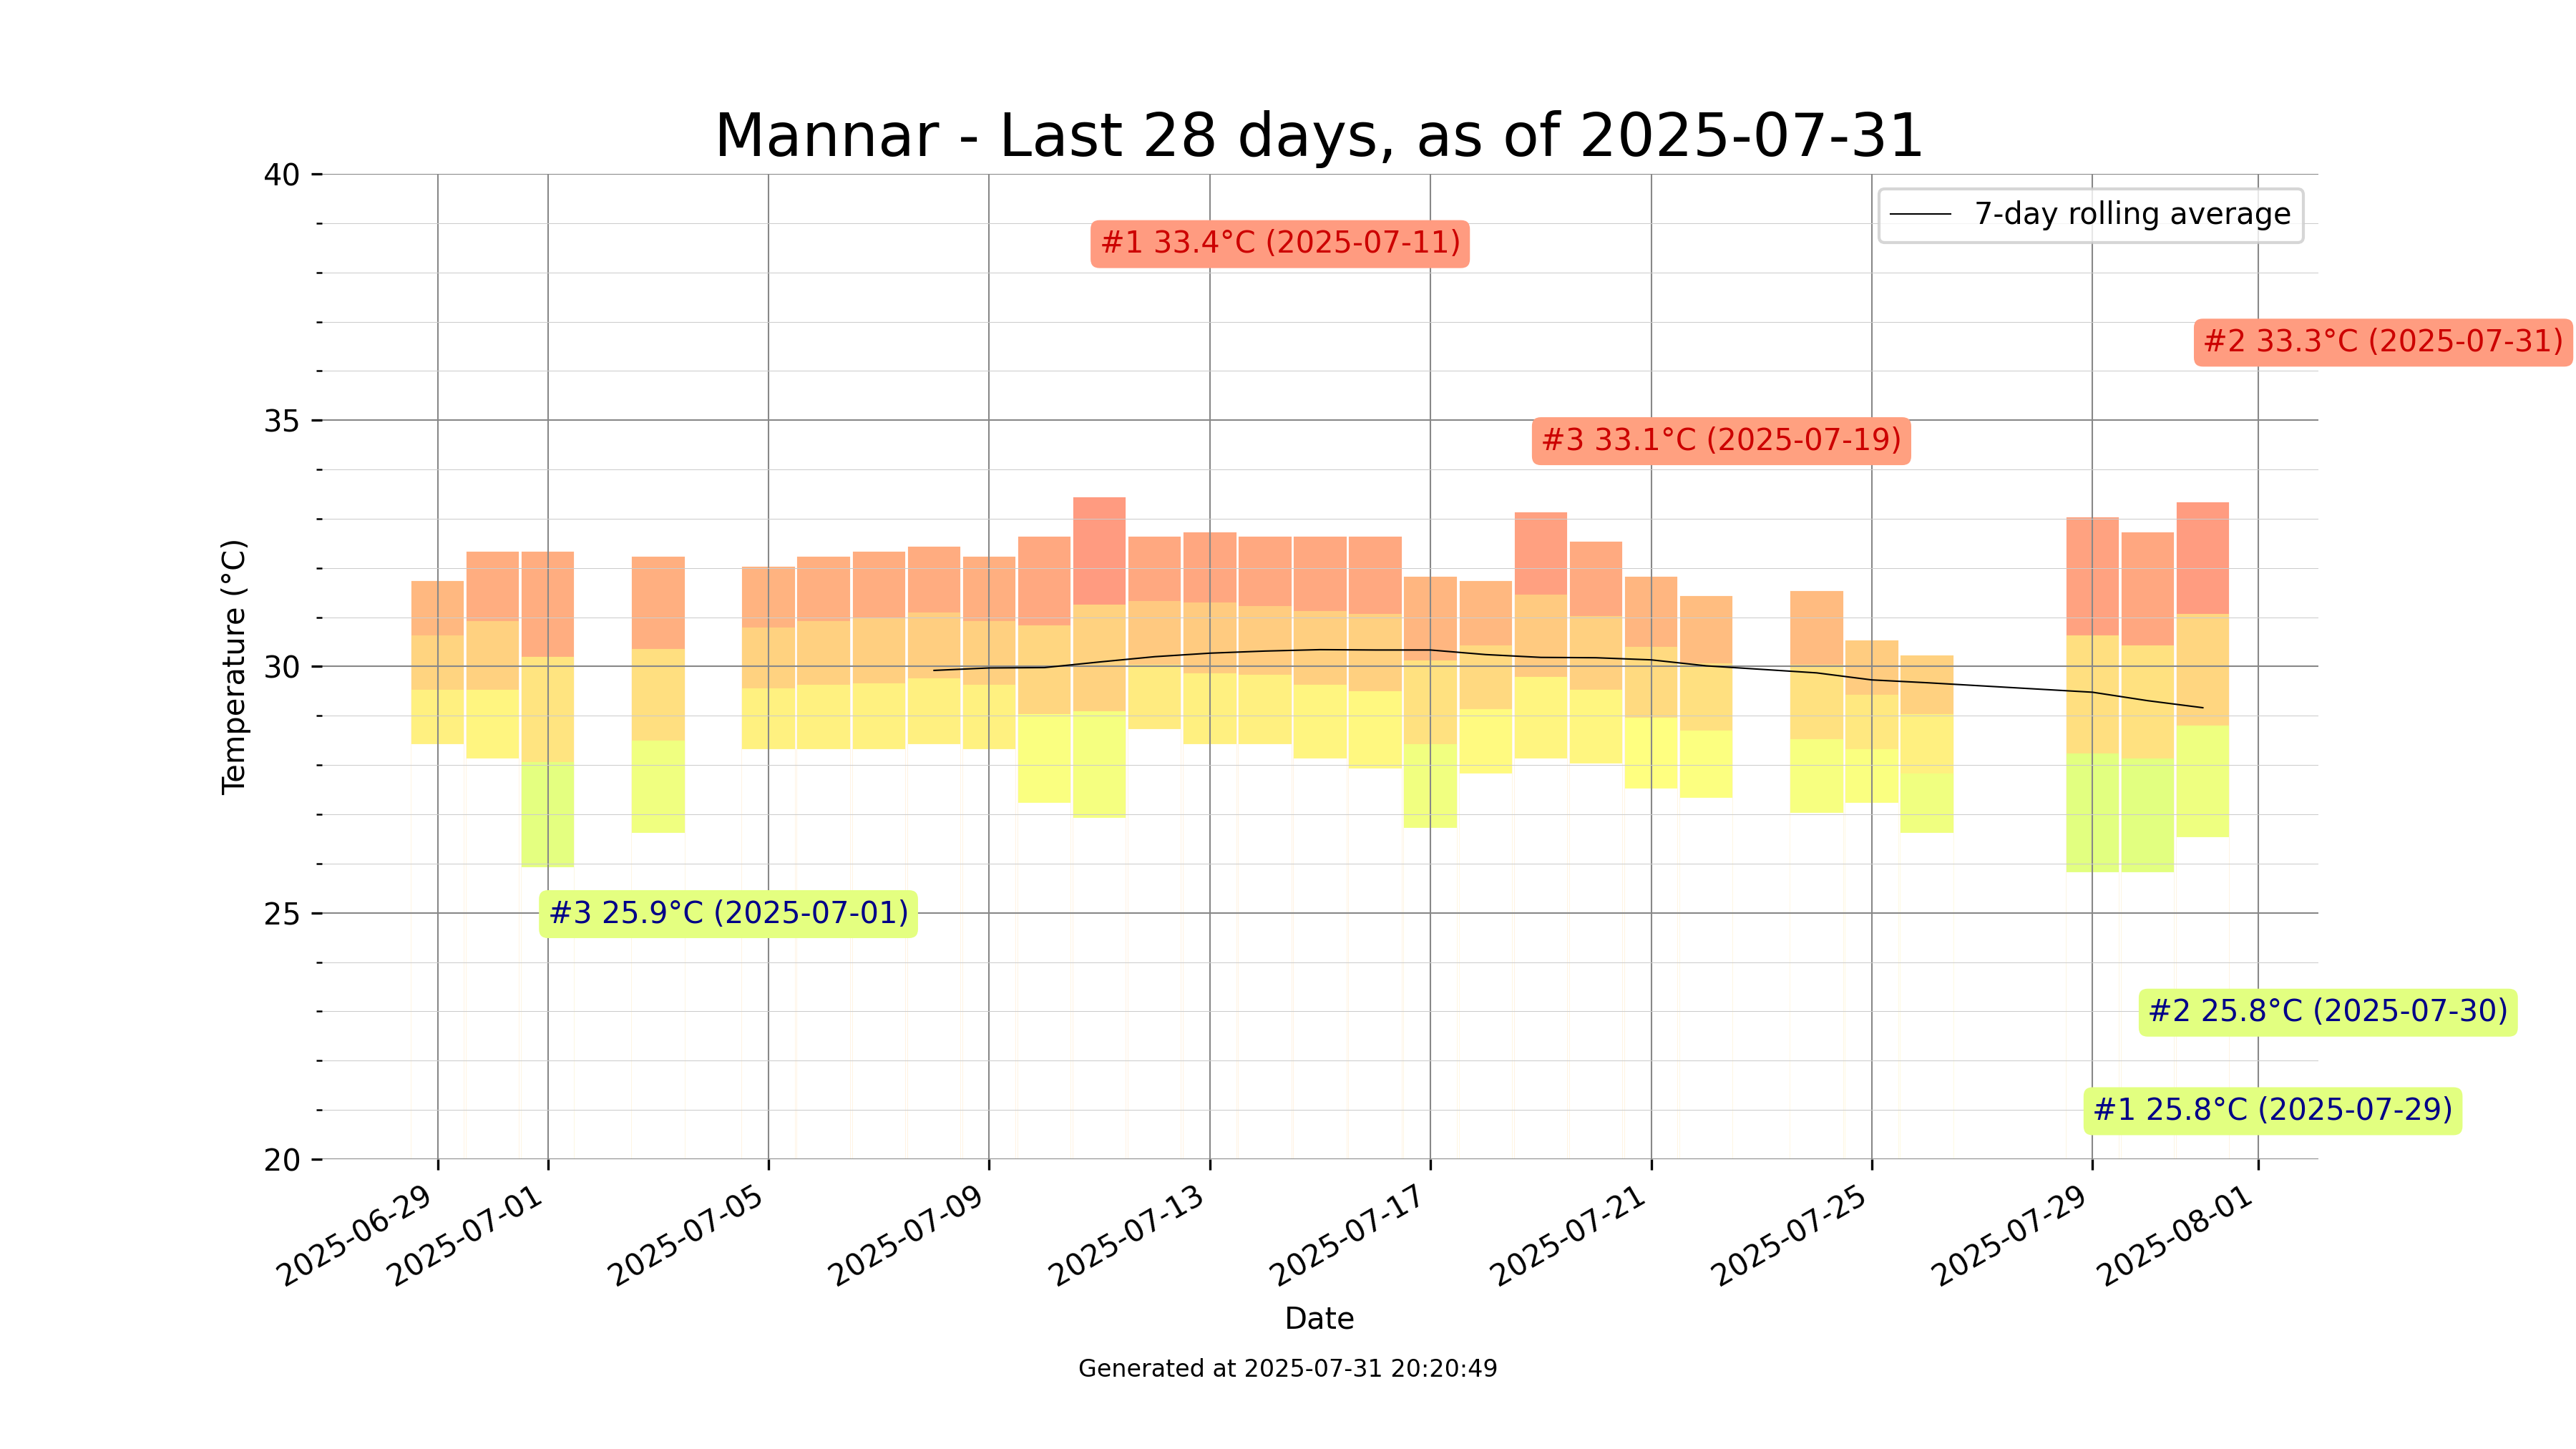 Mannar - Last 28 days, as of 2025-07-31
40
35
30
25
20
Temperature (°C)
7-day rolling average
#1 33.4°C (2025-07-11)
#2 33.3°C (2025-07-31)
#3 33.1°C (2025-07-19)
#3 25.9°C (2025-07-01)
#2 25.8°C (2025-07-30)
#1 25.8°C (2025-07-29)
2025-06-29
2025-07-01
2025-07-05
2025-07-09
2025-07-13
2025-07-17
2025-07-21
2025-07-25
2025-07-29
2025-08-01
Date
Generated at 2025-07-31 20:20:49